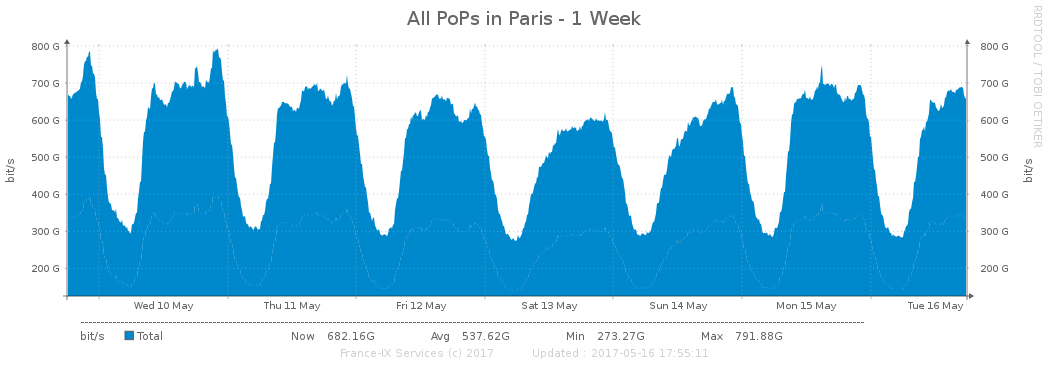 All PoPs in Paris - 1 Week
RRDTOOL / TOBI OETIKER
800 G 800 G
700 G 700 G
600 G 600 G
500 G 500 G
400 G 400 G
300 G 300 G
200 G 200 G
bit/s bit/s
Wed 10 May Thu 11 May Fri 12 May Sat 13 May Sun 14 May Mon 15 May Tue 16 May
bit/s Total Now 682.16G Avg 537.62G Min 273.27G Max 791.88G
France-IX Services (c) 2017 Updated : 2017-05-16 17:55:11